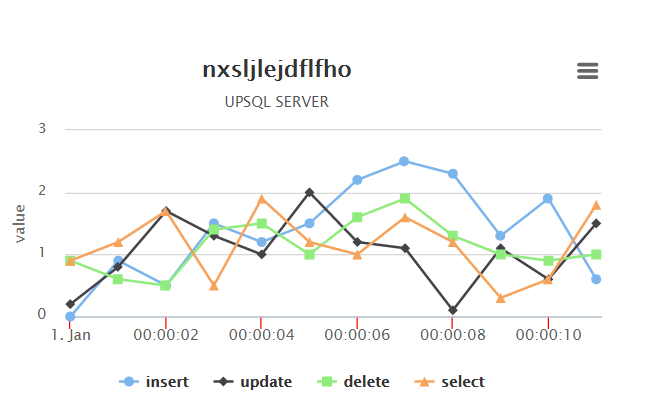 nxsljlejdflfho
UPSQL SERVER
value
3
2
1
0
1. Jan 00:00:02 00:00:04 00:00:06 00:00:08 00:00:10
insert update delete select